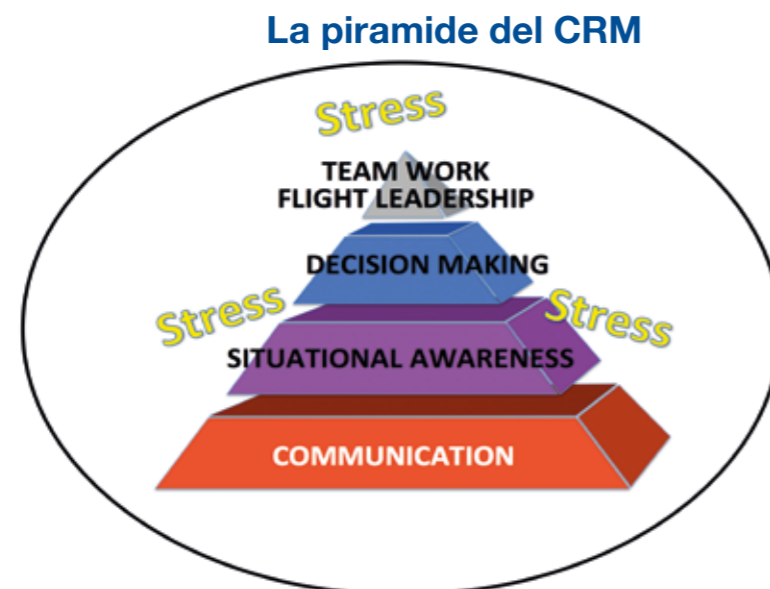 La piramide del CRM
Stress
TEAM WORK
FLIGHT LEADERSHIP
DECISION MAKING
Stress
Stress
SITUATIONAL AWARENESS
COMMUNICATION